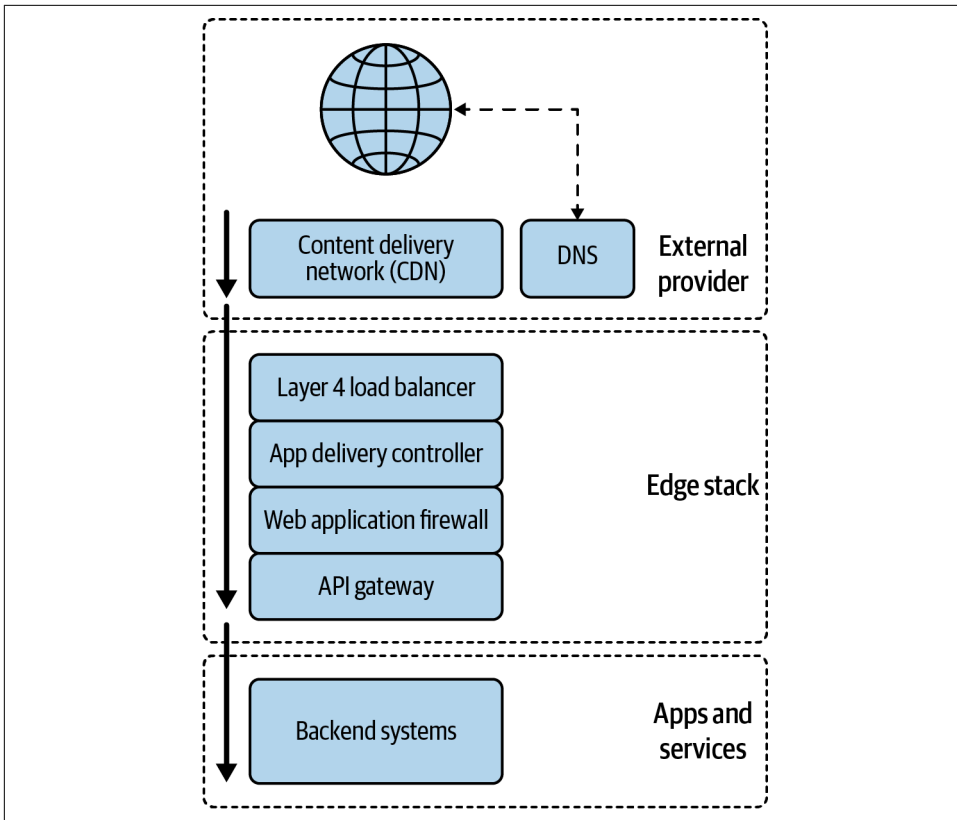 Content delivery
network (CDN)
DNS
External
provider
Layer 4 load balancer
App delivery controller
Web application firewall
API gateway
Edge stack
Backend systems
Apps and
services